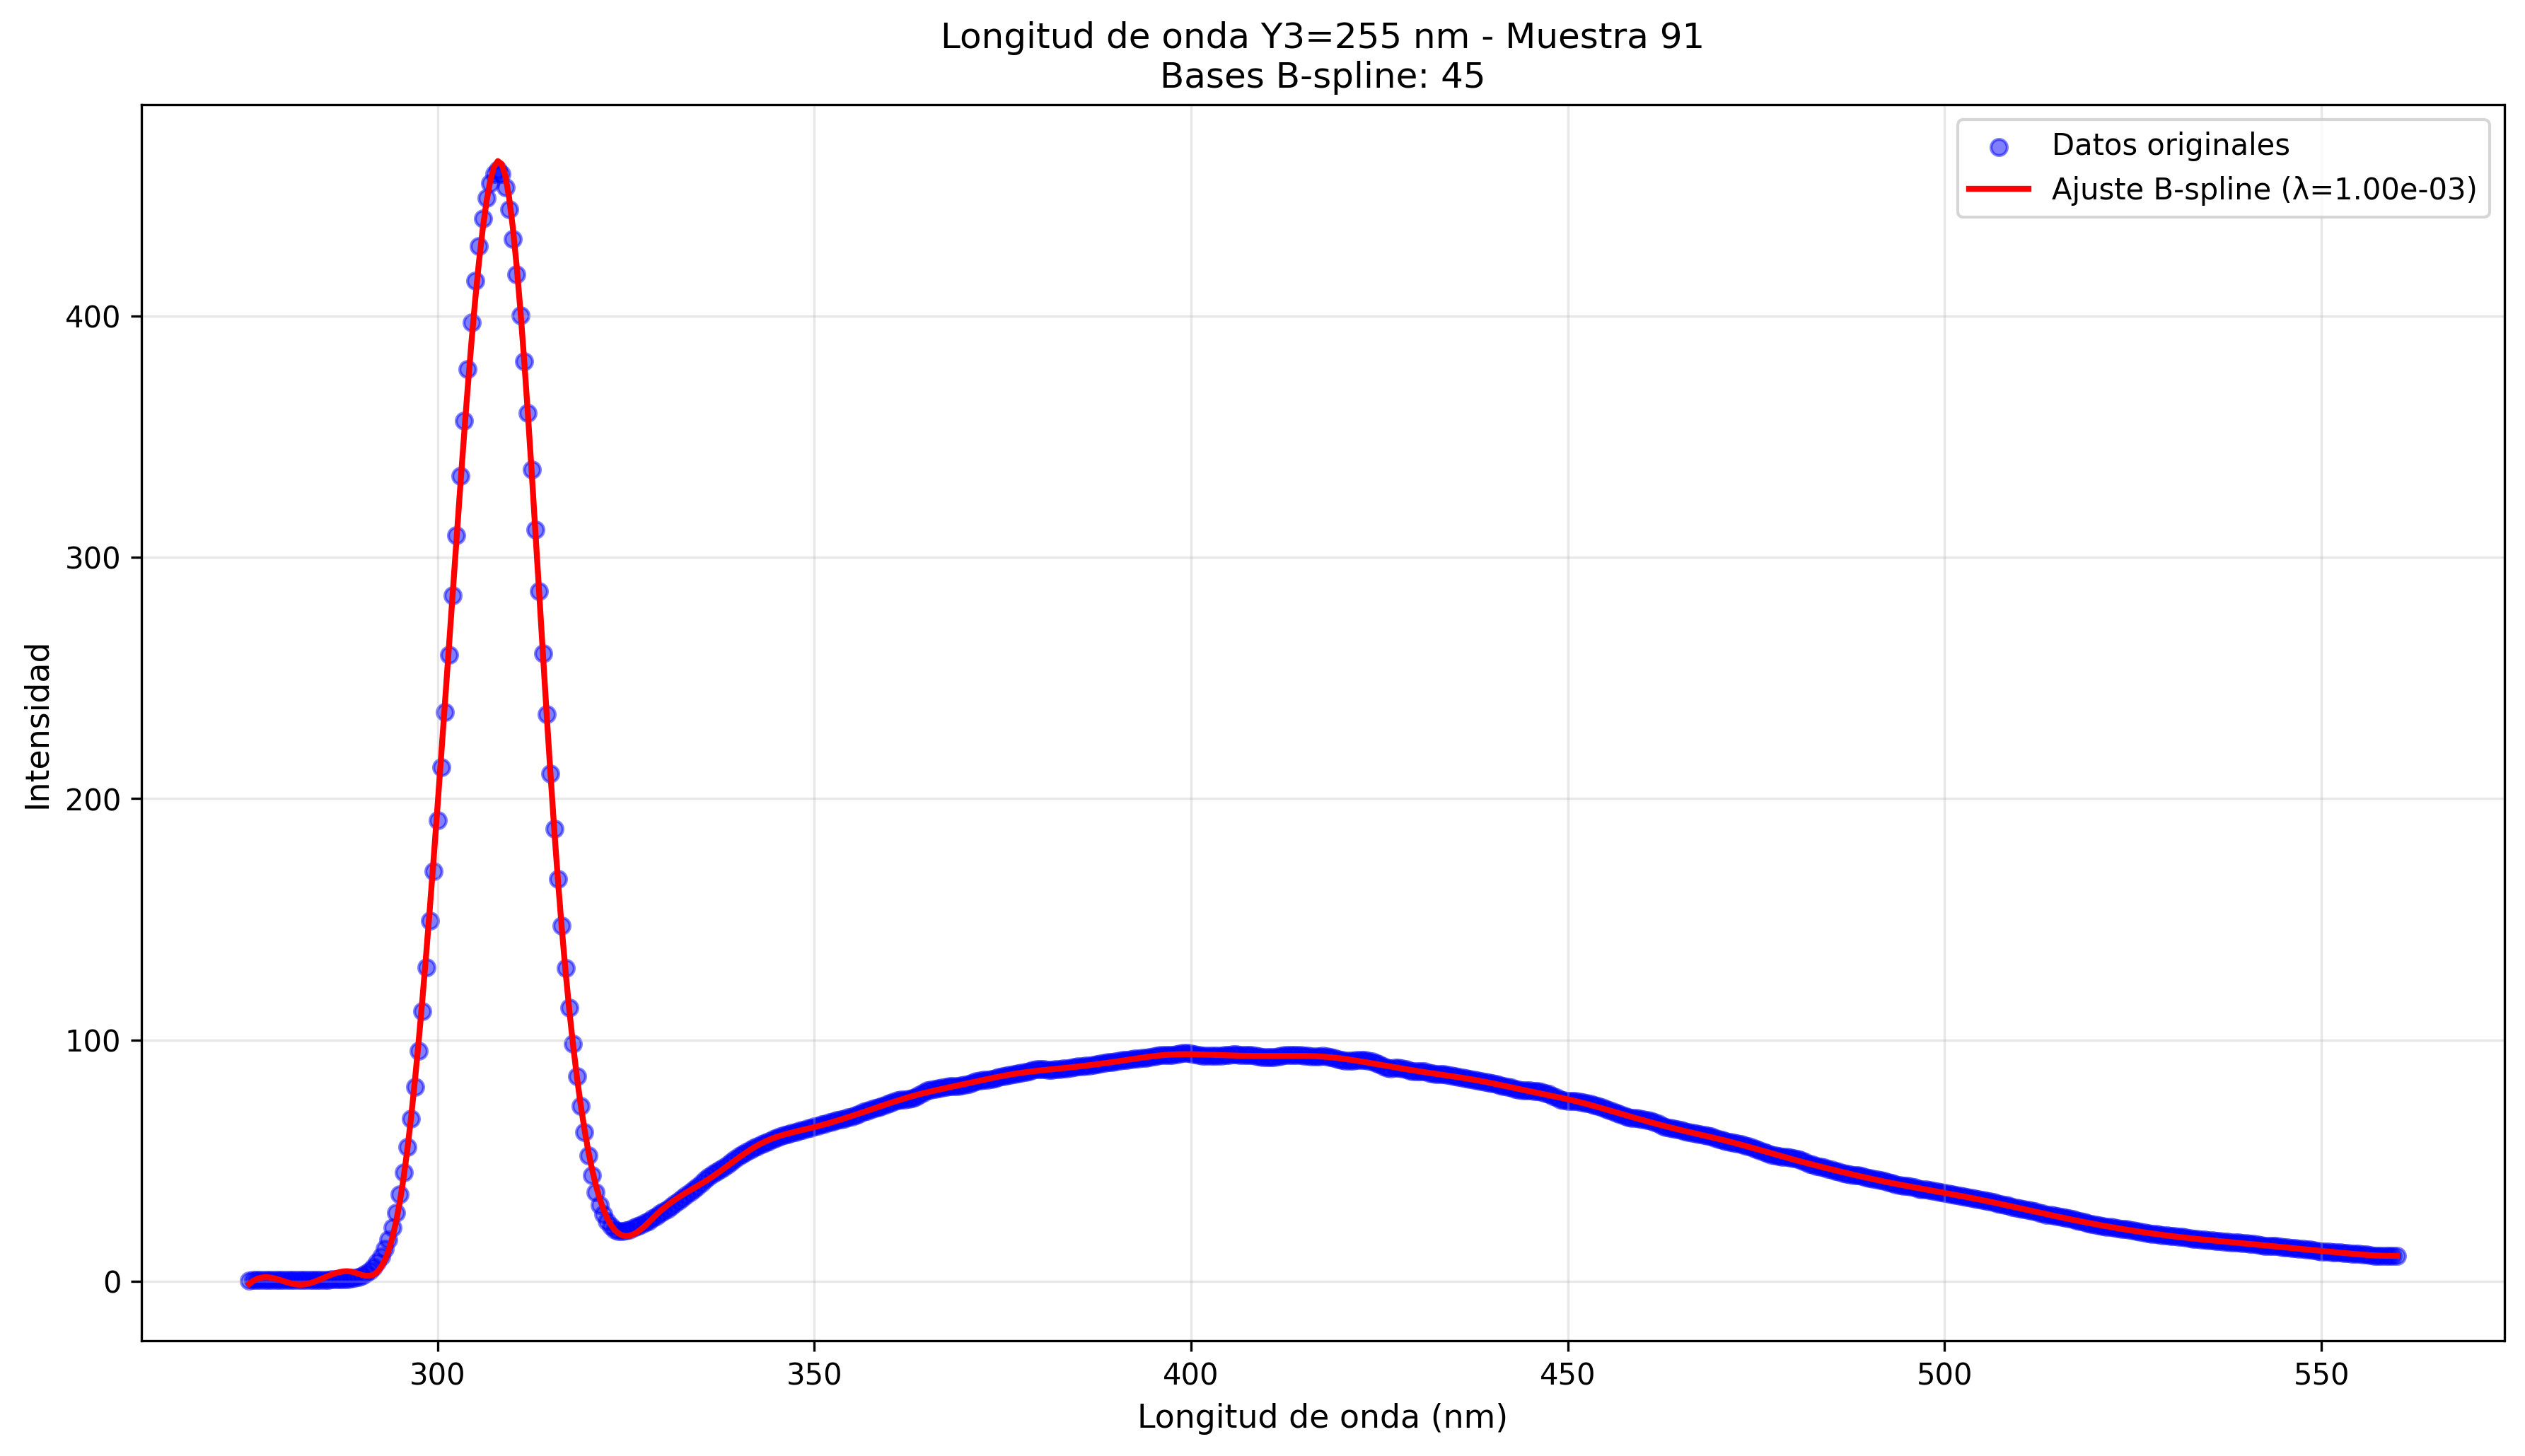 Longitud de onda Y3=255 nm - Muestra 91
Bases B-spline: 45
Datos originales
Ajuste B-spline (λ=1.00e-03)
Intensidad
400
300
200
100
0
300 350 400 450 500 550
Longitud de onda (nm)